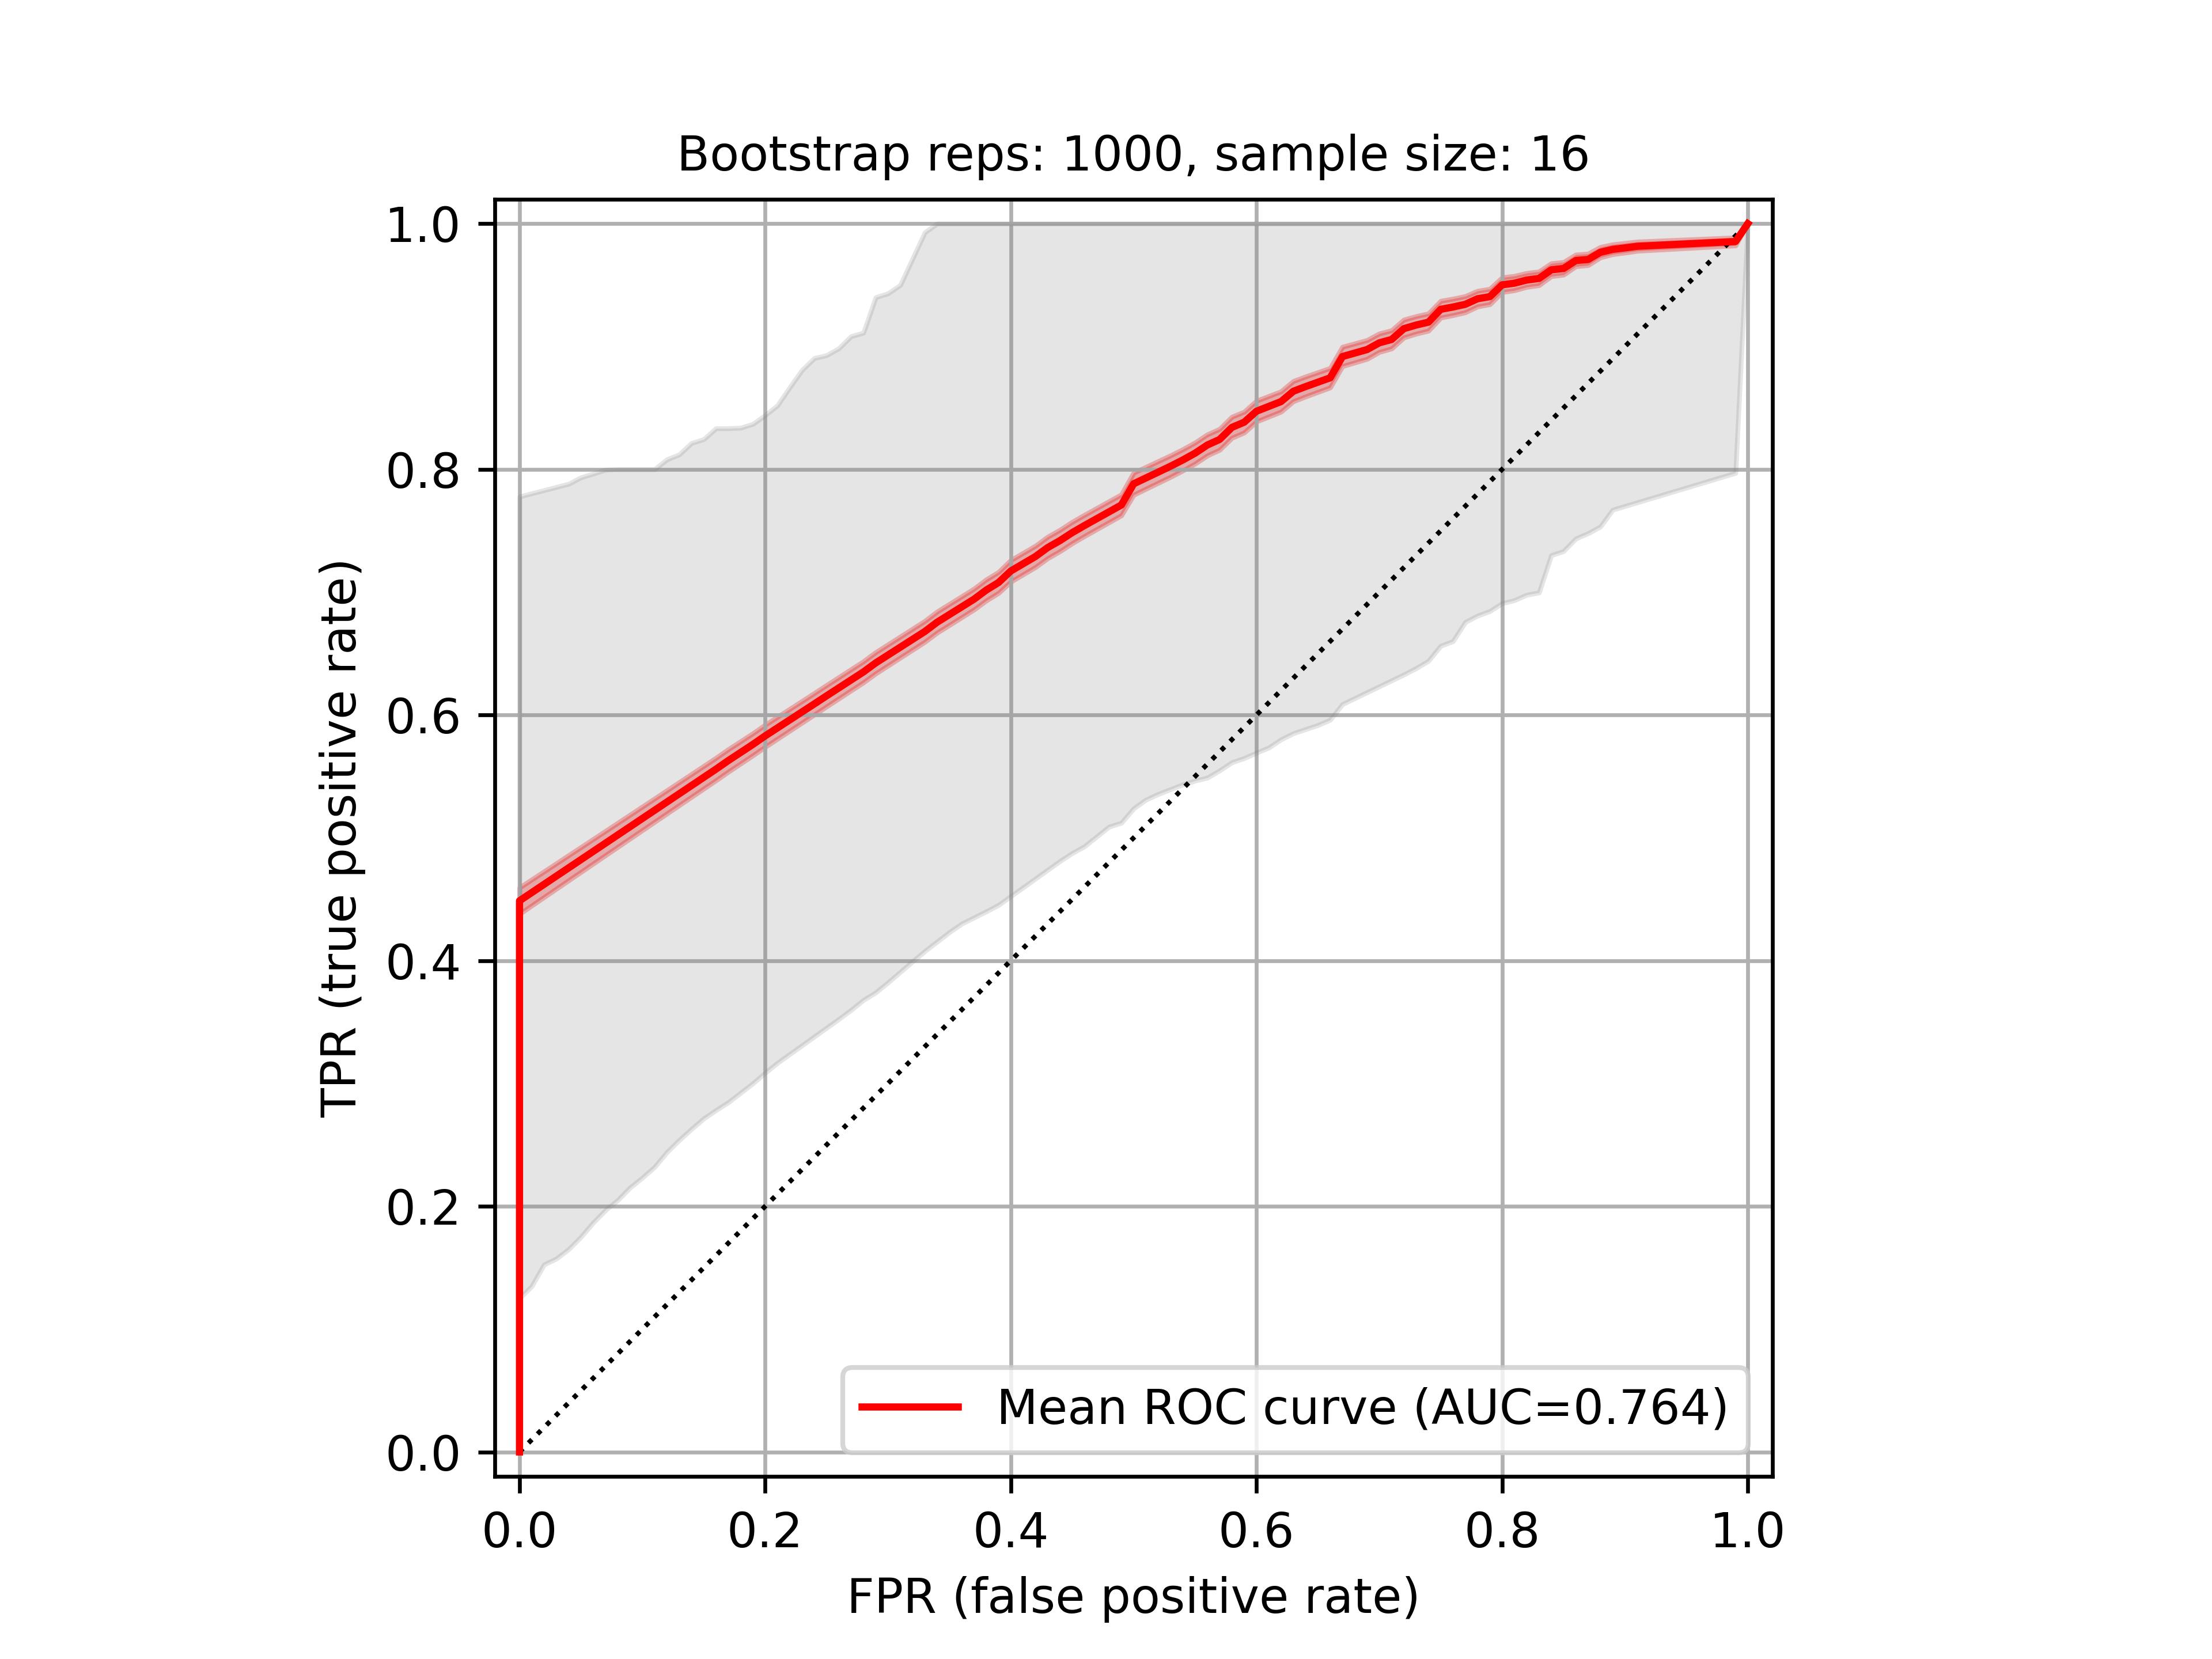 Bootstrap reps: 1000, sample size: 16
1.0
0.8
0.6
0.4
0.2
0.0
TPR (true positive rate)
Mean ROC curve (AUC=0.764)
0.0 0.2 0.4 0.6 0.8 1.0
FPR (false positive rate)